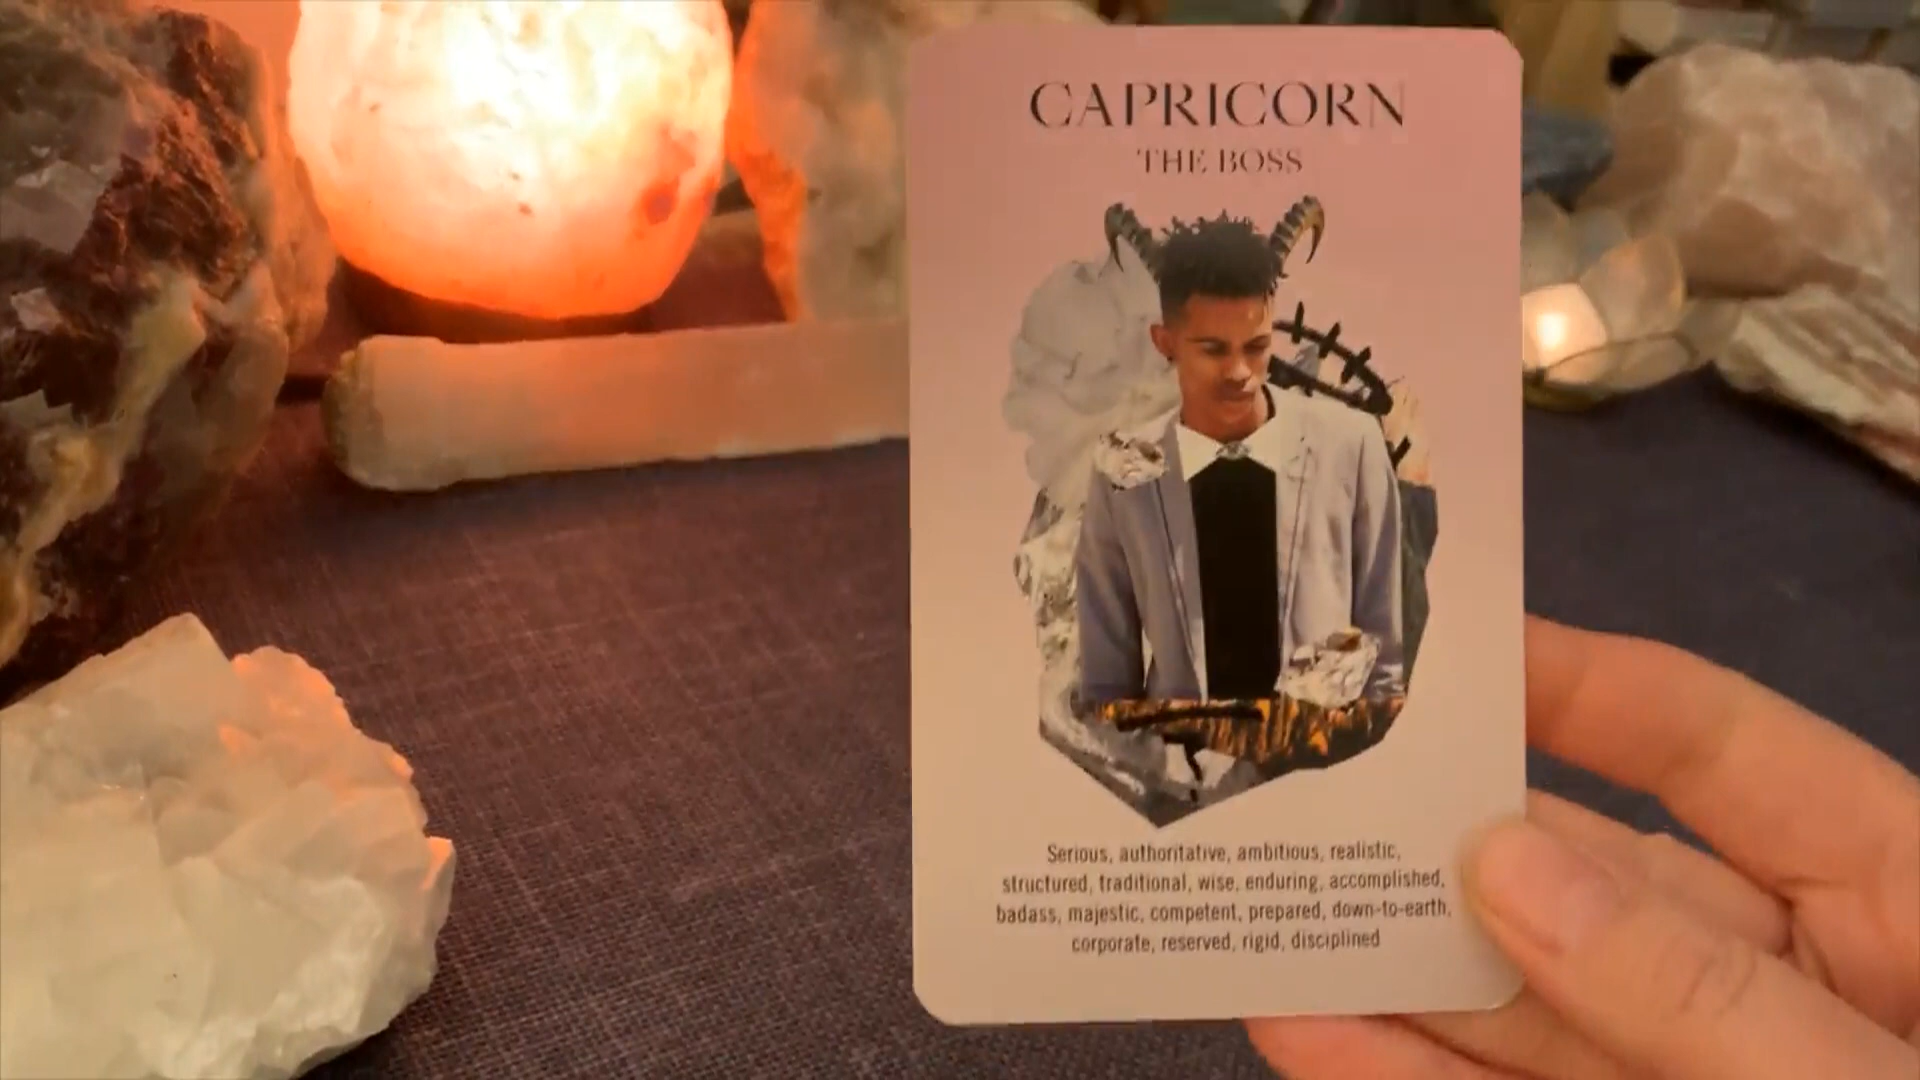 CAPRICORN
THE BOSS
Serious, authoritative, ambitious, realistic,
structured, traditional, wise, enduring, accomplished,
badass, majestic, competent, prepared, down-to-earth,
corporate, reserved, rigid, disciplined